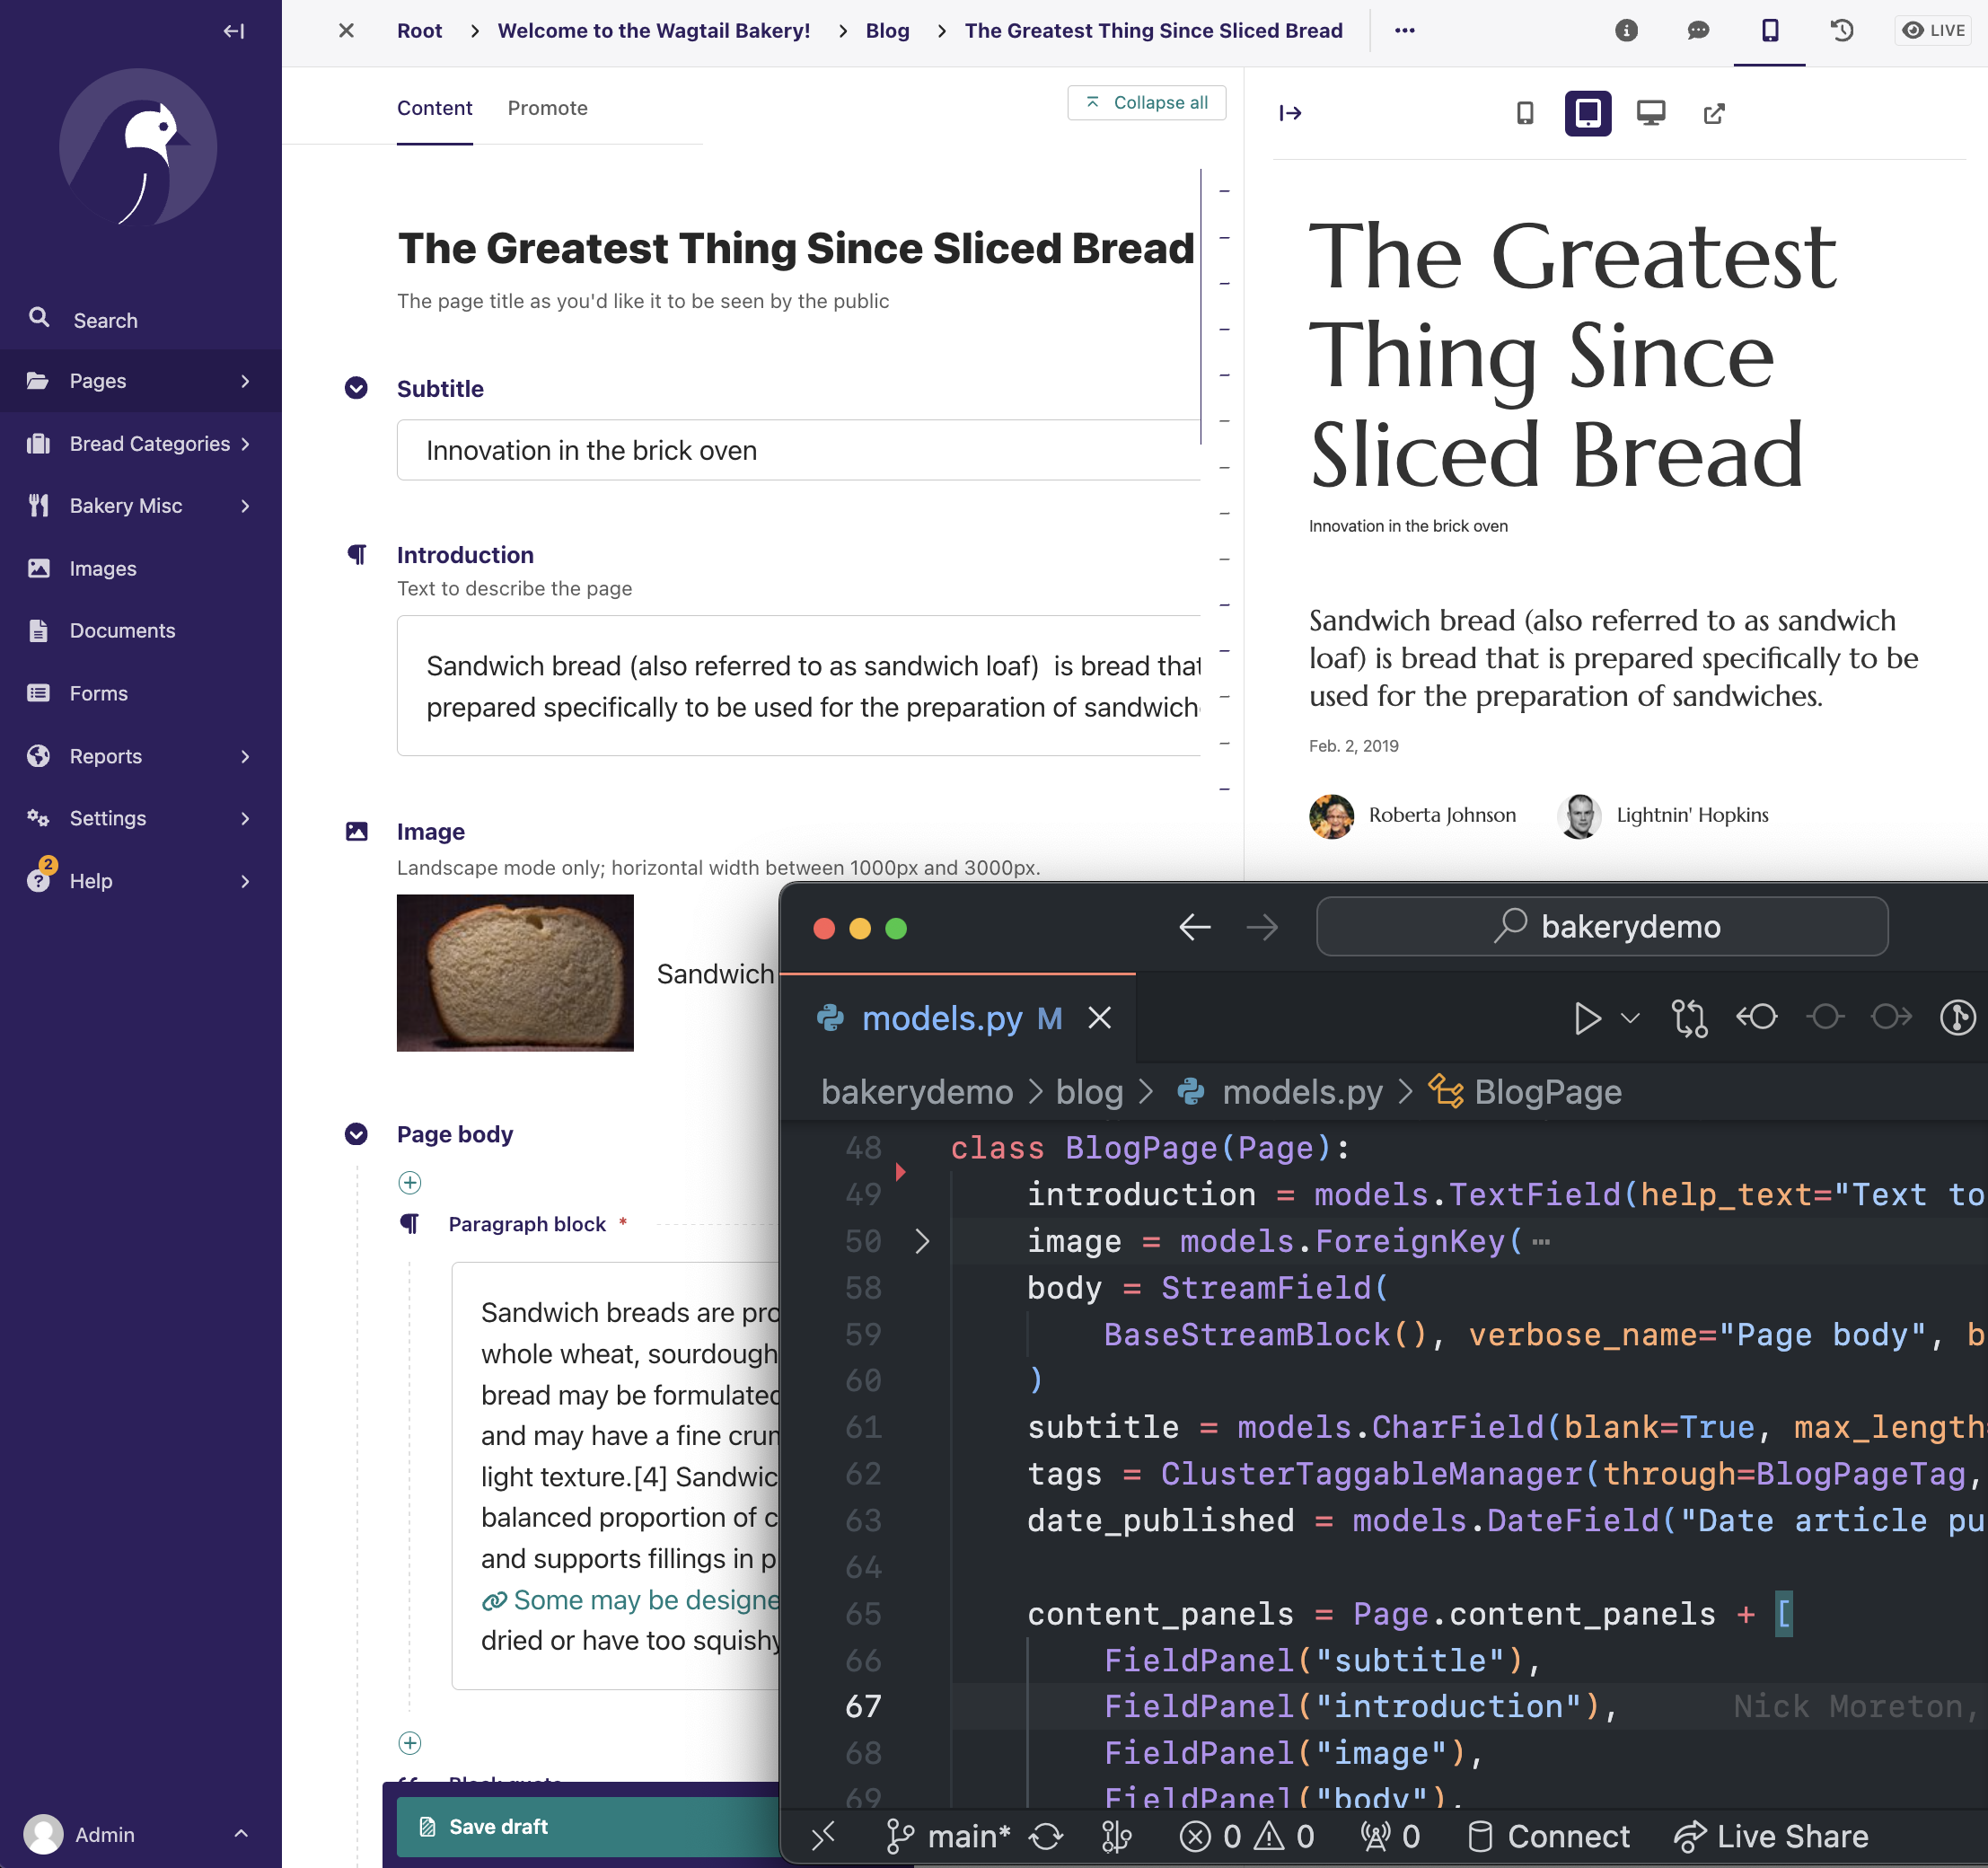 Root
Welcome to the Wagtail Bakery!
Blog
The Greatest Thing Since Sliced Bread
LIVE
Search
Pages
Bread Categories
Bakery Misc
Images
Documents
Forms
Reports
Settings
2
Help
Admin
Content
Promote
Collapse all
The Greatest Thing Since Sliced Bread
The page title as you'd like it to be seen by the public
Subtitle
Innovation in the brick oven
Introduction
Text to describe the page
Sandwich bread (also referred to as sandwich loaf)  is bread that
prepared specifically to be used for the preparation of
Image
Landscape mode only; horizontal width between 1000px and 3000px.
Sandwich
Page body
Paragraph block *
Sandwich breads are
whole wheat, sourdough
bread may be formulated
and may have a fine
light texture.[4]
balanced proportion of
and supports fillings in
Some may be
dried or have too squishy
Save draft
The Greatest
Thing Since
Sliced Bread
Innovation in the brick oven
Sandwich bread (also referred to as sandwich
loaf) is bread that is prepared specifically to be
used for the preparation of sandwiches.
Feb. 2, 2019
Roberta Johnson
Lightnin' Hopkins
bakerydemo
models.py M
bakerydemo > blog > models.py > BlogPage
48 class BlogPage(Page):
49 introduction = models.TextField(help_text="Text to
50 image = models.ForeignKey(…
58 body = StreamField(
59 BaseStreamBlock(), verbose_name="Page body", b
60 )
61 subtitle = models.CharField(blank=True, max_length=
62 tags = ClusterTaggableManager(through=BlogPageTag,
63 date_published = models.DateField("Date article pu
64
65 content_panels = Page.content_panels + [
66 FieldPanel("subtitle"),
67 FieldPanel("introduction"), Nick Moreton,
68 FieldPanel("image"),
69 FieldPanel("body"),
main* 0 0 0 Connect Live Share